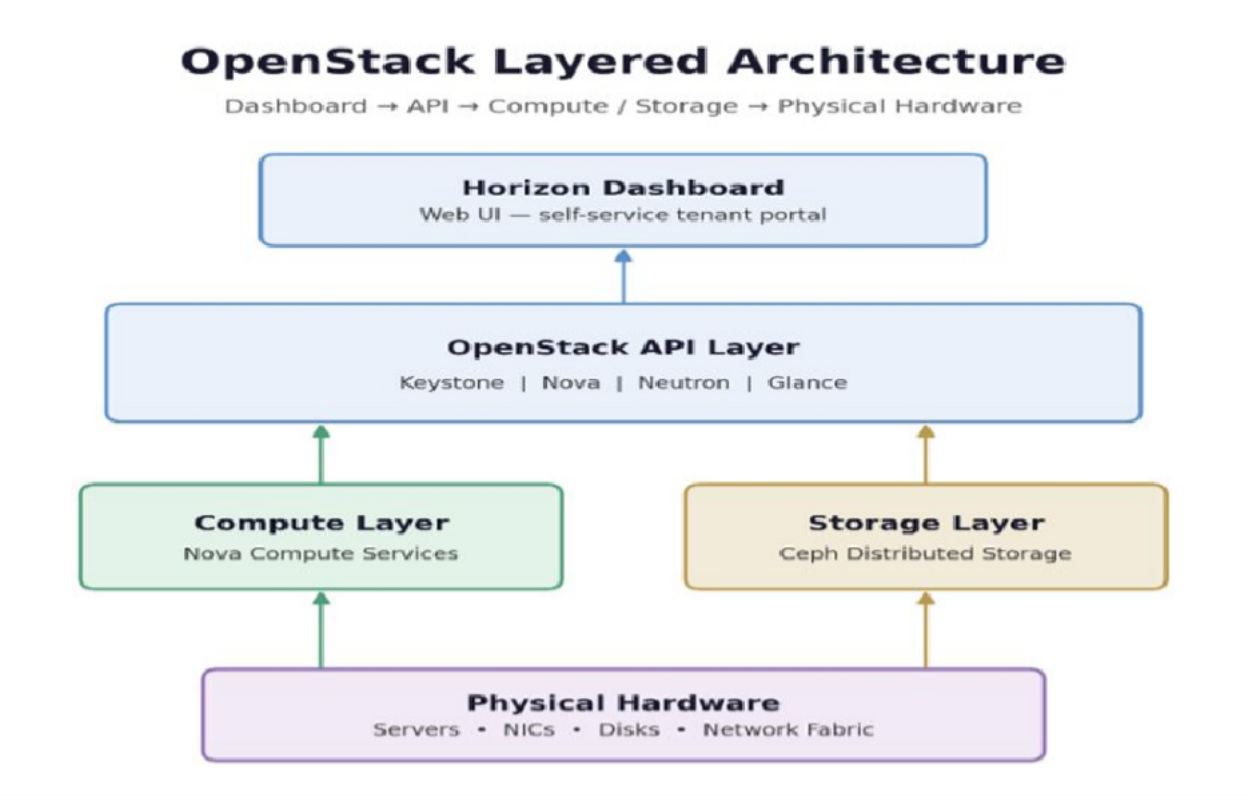 OpenStack Layered Architecture
Dashboard → API → Compute / Storage → Physical Hardware
Horizon Dashboard
Web UI — self-service tenant portal
OpenStack API Layer
Keystone | Nova | Neutron | Glance
Compute Layer
Nova Compute Services
Storage Layer
Ceph Distributed Storage
Physical Hardware
Servers • NICs • Disks • Network Fabric